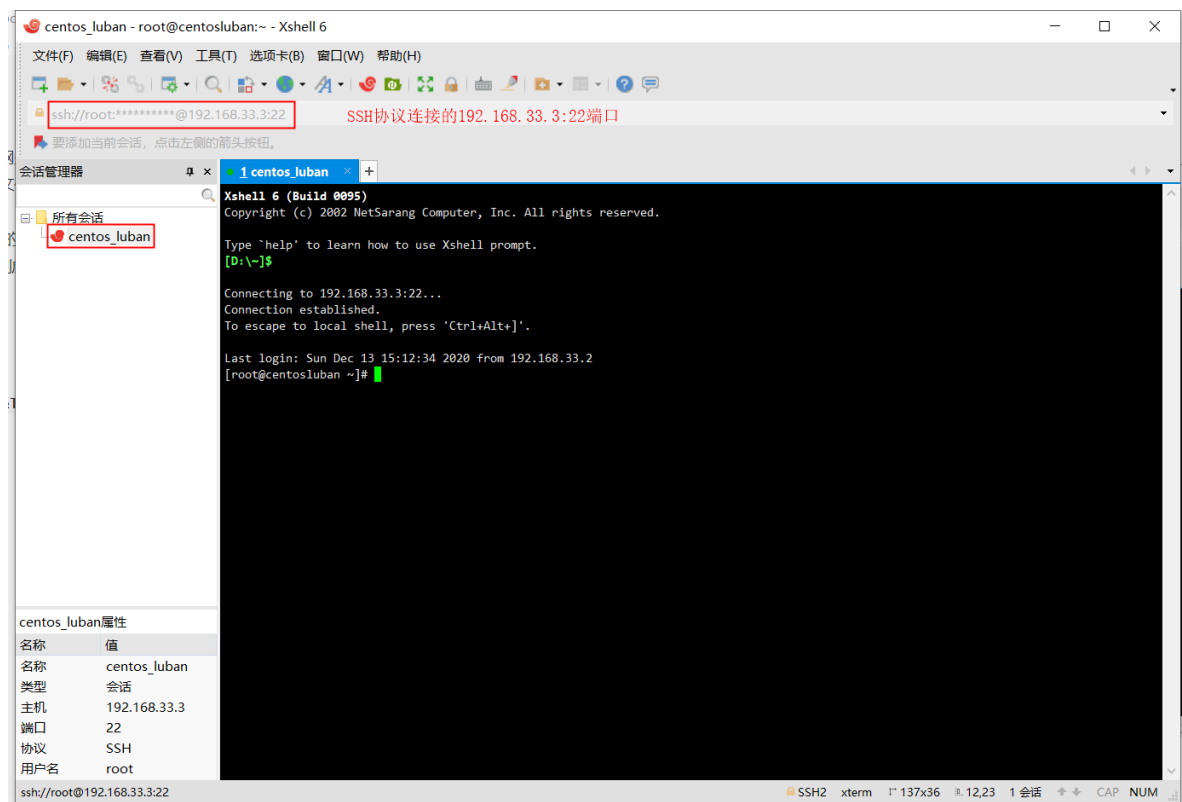 centos_luban - root@centosluban:~ - Xshell 6
文件(F) 编辑(E) 查看(V) 工具(T) 选项卡(B) 窗口(W) 帮助(H)
ssh://root:**********@192.168.33.3:22 SSH协议连接的192.168.33.3:22端口
要添加当前会话，点击左侧的箭头按钮。
会话管理器
1 centos_luban
所有会话
centos_luban
Xshell 6 (Build 0095)
Copyright (c) 2002 NetSarang Computer, Inc. All rights reserved.
Type `help' to learn how to use Xshell prompt.
[D:\~]$
Connecting to 192.168.33.3:22...
Connection established.
To escape to local shell, press 'Ctrl+Alt+]'.
Last login: Sun Dec 13 15:12:34 2020 from 192.168.33.2
[root@centosluban ~]#
centos_luban属性
名称 值
名称 centos_luban
类型 会话
主机 192.168.33.3
端口 22
协议 SSH
用户名 root
ssh://root@192.168.33.3:22 SSH2 xterm 137x36 12,23 1 会话 CAP NUM